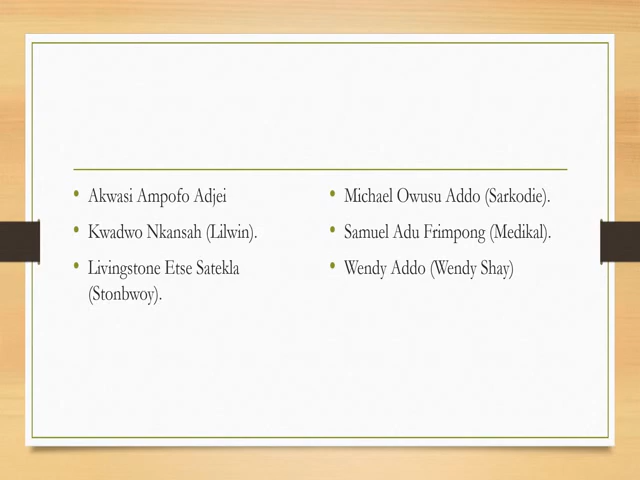 • Akwasi Ampofo Adjei
• Kwadwo Nkansah (Lilwin).
• Livingstone Etse Satekla
(Stonbwoy).
• Michael Owusu Addo (Sarkodie).
• Samuel Adu Frimpong (Medikal).
• Wendy Addo (Wendy Shay)